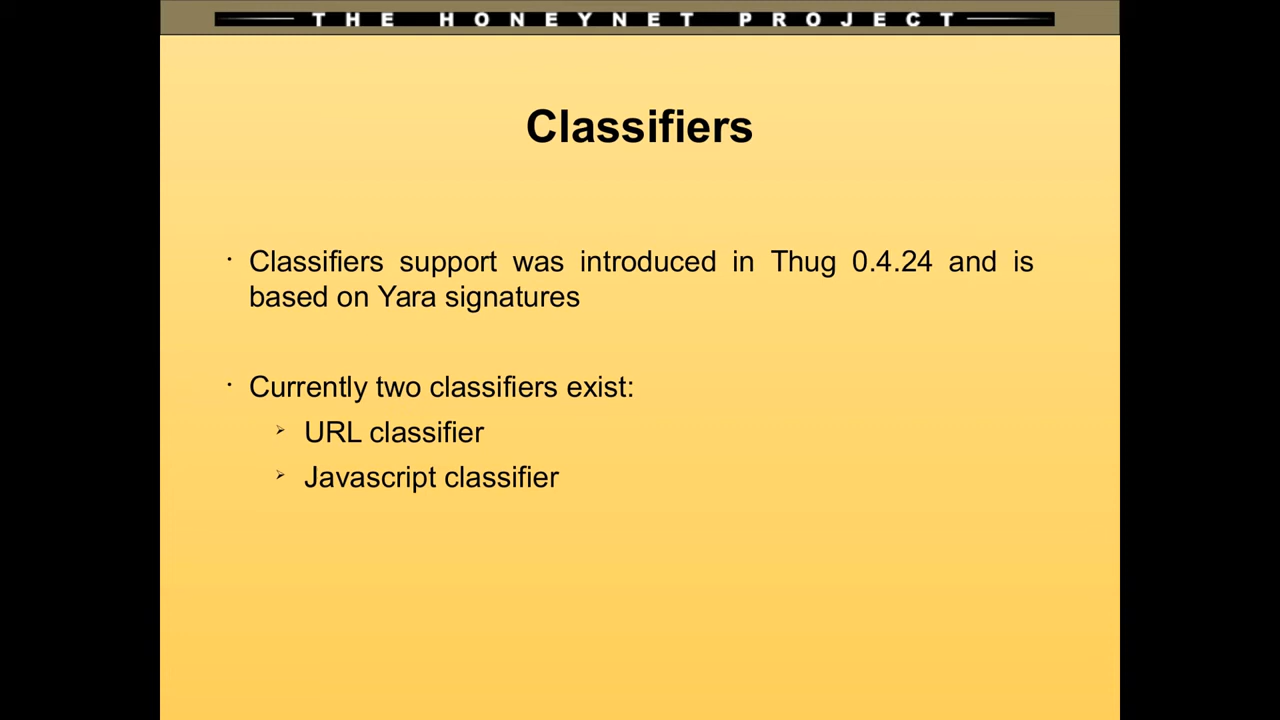 THE HONEYNET PROJECT
Classifiers
· Classifiers support was introduced in Thug 0.4.24 and is
based on Yara signatures
· Currently two classifiers exist:
➢ URL classifier
➢ Javascript classifier